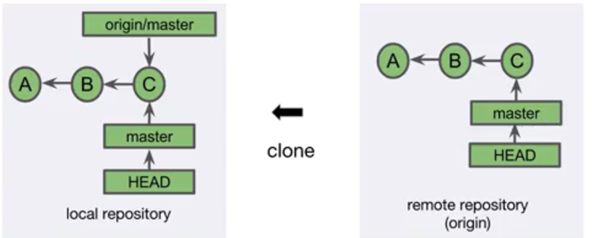 origin/master
A
B
C
master
HEAD
local repository
clone
A
B
C
master
HEAD
remote repository
(origin)